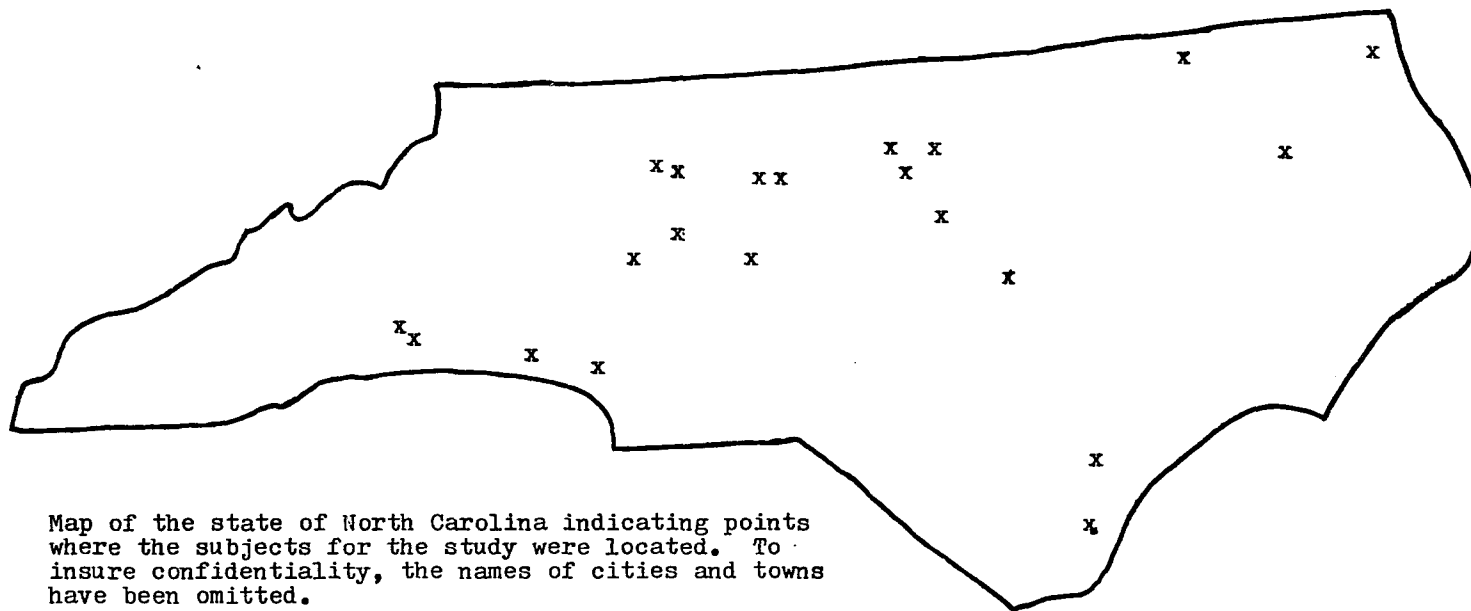 x x
x x x
x x x x x
x
x x x
x
x x x x
x
x
Map of the state of North Carolina indicating points
where the subjects for the study were located. To
insure confidentiality, the names of cities and towns
have been omitted.